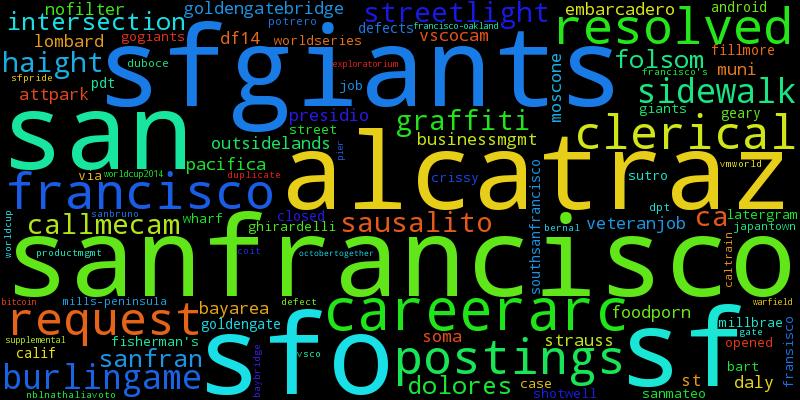 nofilter
goldengatebridge
streetlight
embarcadero
android
intersection
potrero
defects
francisco-oakland
resolved
lombard
gogiants
df14
worldseries
vscocam
fillmore
haight
sfpride
duboce
sfgiants
exploratorium
folsom
muni
job
moscone
francisco's
attpark
pdt
sidewalk
san
presidio
graffiti
giants
geary
street
outsidelands
pier
businessmgmt
clerical
pacifica
alcatraz
vmworld
via
worldcup2014
duplicate
crissy
sutro
francisco
southsanfrancisco
dpt
sanbruno
closed
sausalito
ca
latergram
callmecam
wharf
ghirardelli
veteranjob
japantown
worldcup
bernal
sanfrancisco
productmgmt
coit
octobertogether
caltrain
bitcoin
mills-peninsula
defect
warfield
request
bayarea
careerarc
foodporn
goldengate
millbrae
gate
supplemental
calif
fisherman's
soma
strauss
opened
sfo
sf
sanfran
vsco
postings
bart
fransisco
burlingame
baybridge
dolores
case
st
daly
nblnathaliavoto
shotwell
sanmateo